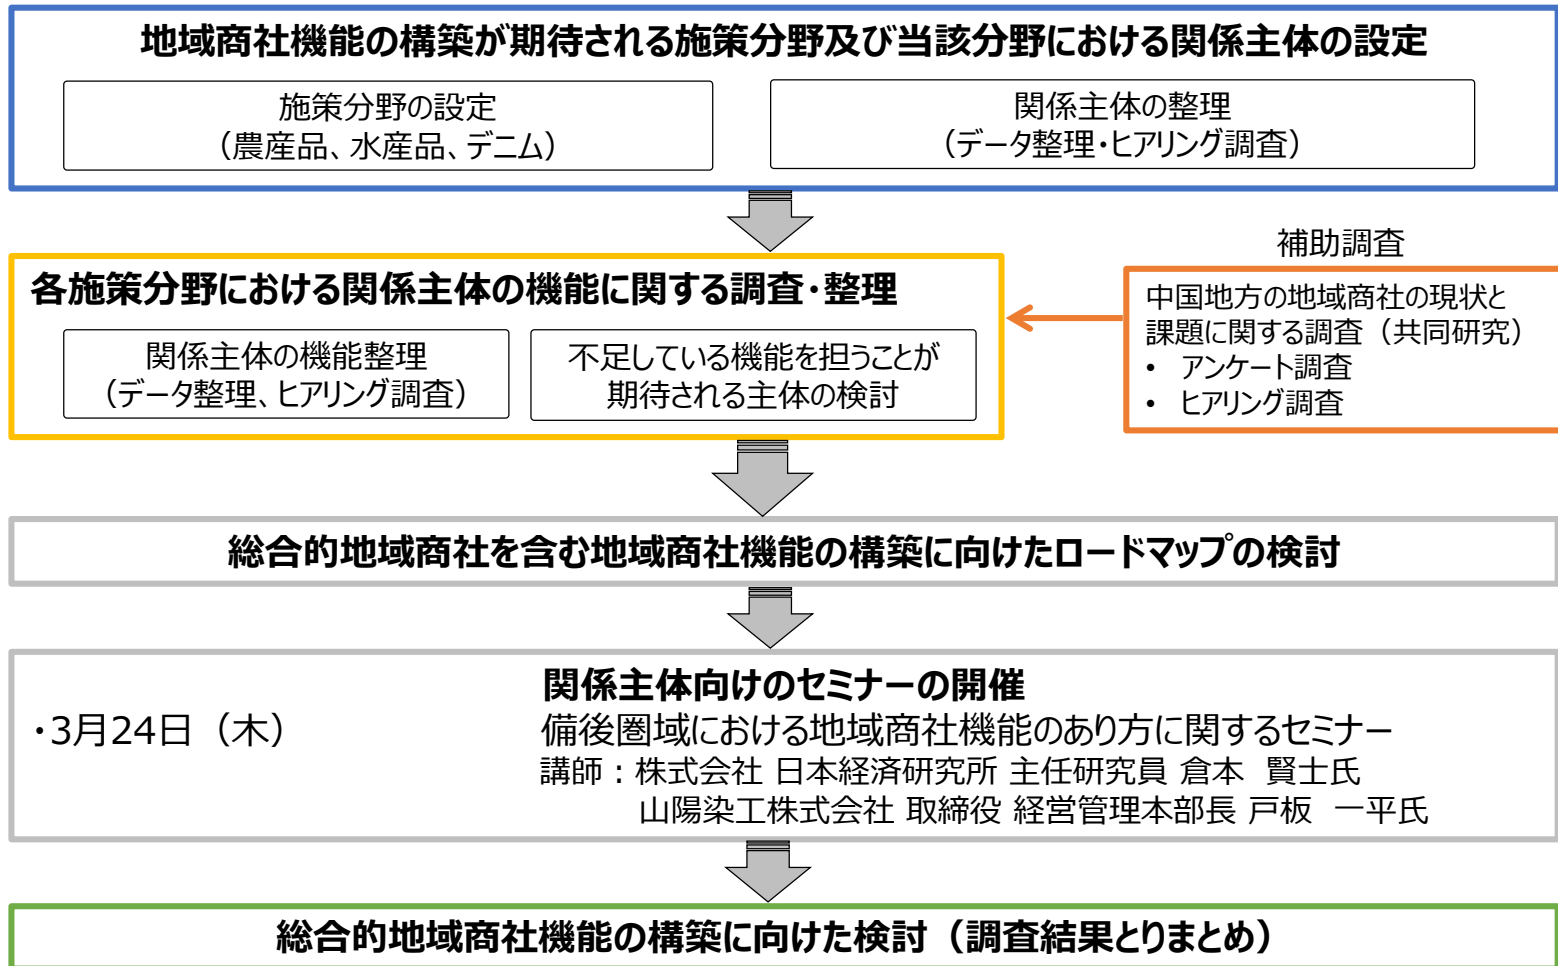 地域商社機能の構築が期待される施策分野及び当該分野における関係主体の設定
施策分野の設定
（農産品、水産品、デニム）
関係主体の整理
（データ整理・ヒアリング調査）
補助調査
各施策分野における関係主体の機能に関する調査・整理
関係主体の機能整理
（データ整理、ヒアリング調査）
不足している機能を担うことが
期待される主体の検討
中国地方の地域商社の現状と
課題に関する調査（共同研究）
• アンケート調査
• ヒアリング調査
総合的地域商社を含む地域商社機能の構築に向けたロードマップの検討
関係主体向けのセミナーの開催
・3月24日（木） 備後圏域における地域商社機能のあり方に関するセミナー
講師：株式会社 日本経済研究所 主任研究員 倉本 賢士氏
山陽染工株式会社 取締役 経営管理本部長 戸板 一平氏
総合的地域商社機能の構築に向けた検討（調査結果とりまとめ）